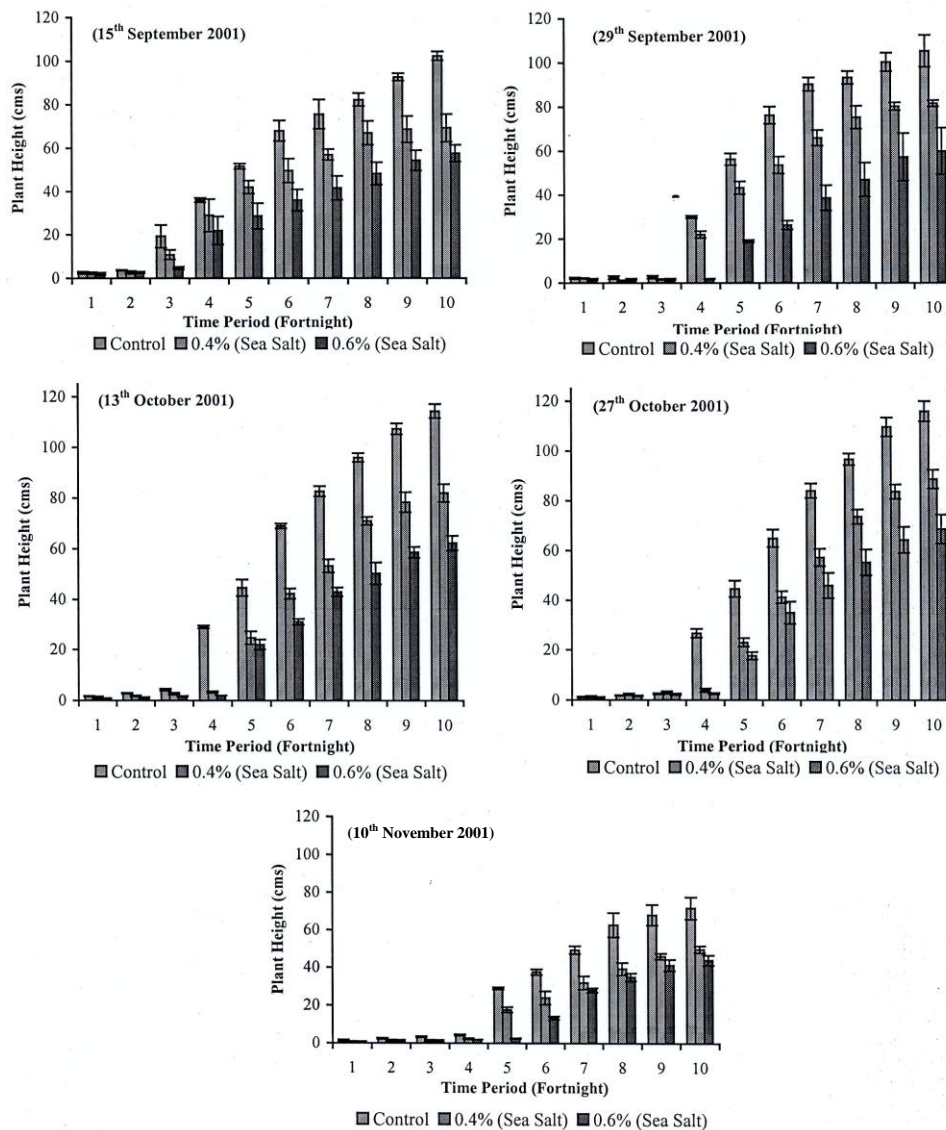 (15th September 2001)
Plant Height (cms)
120
100
80
60
40
20
0
1 2 3 4 5 6 7 8 9 10
Time Period (Fortnight)
Control 0.4% (Sea Salt) 0.6% (Sea Salt)
(29th September 2001)
Plant Height (cms)
120
100
80
60
40
20
0
1 2 3 4 5 6 7 8 9 10
Time Period (Fortnight)
Control 0.4% (Sea Salt) 0.6% (Sea Salt)
(13th October 2001)
Plant Height (cms)
120
100
80
60
40
20
0
1 2 3 4 5 6 7 8 9 10
Time Period (Fortnight)
Control 0.4% (Sea Salt) 0.6% (Sea Salt)
(27th October 2001)
Plant Height (cms)
120
100
80
60
40
20
0
1 2 3 4 5 6 7 8 9 10
Time Period (Fortnight)
Control 0.4% (Sea Salt) 0.6% (Sea Salt)
(10th November 2001)
Plant Height (cms)
120
100
80
60
40
20
0
1 2 3 4 5 6 7 8 9 10
Time Period (Fortnight)
Control 0.4% (Sea Salt) 0.6% (Sea Salt)